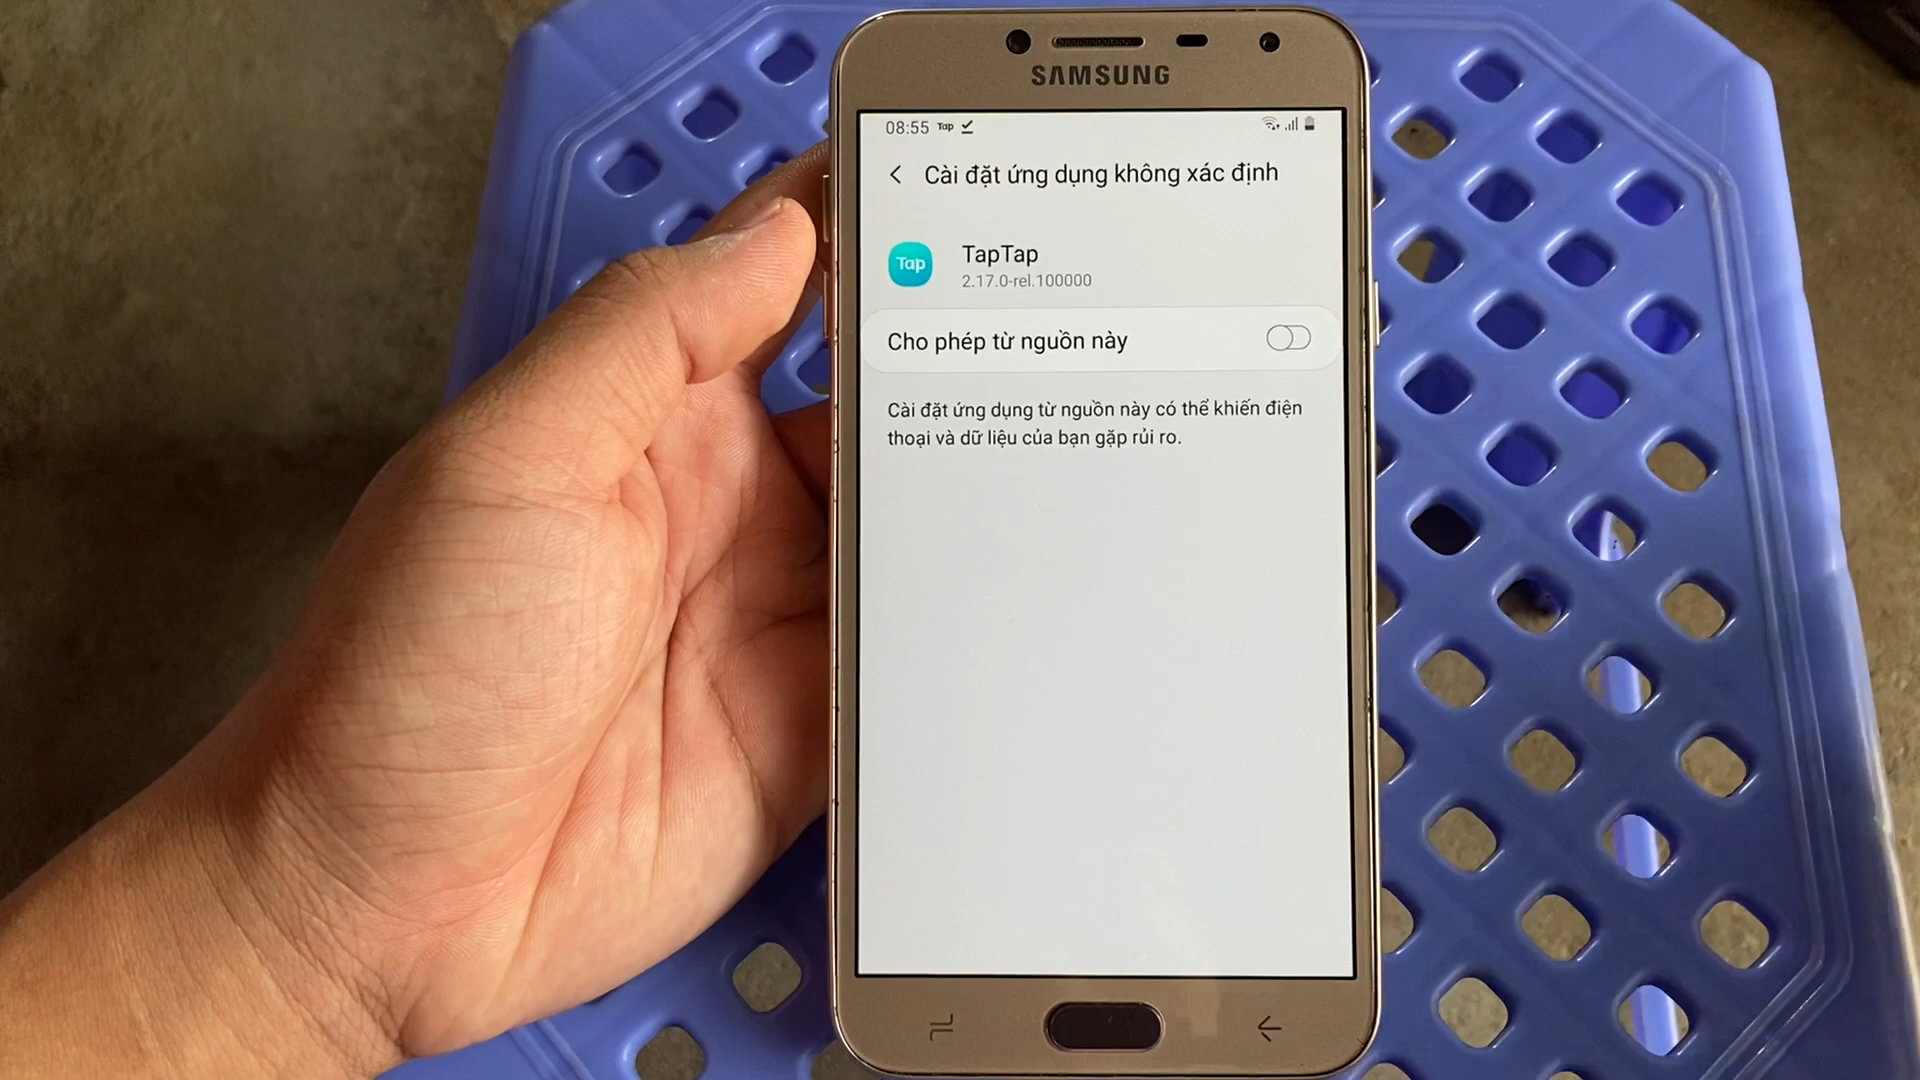 SAMSUNG
08:55 Tap
Cài đặt ứng dụng không xác định
Tap
TapTap
2.17.0-rel.100000
Cho phép từ nguồn này
Cài đặt ứng dụng từ nguồn này có thể khiến điện
thoại và dữ liệu của bạn gặp rủi ro.